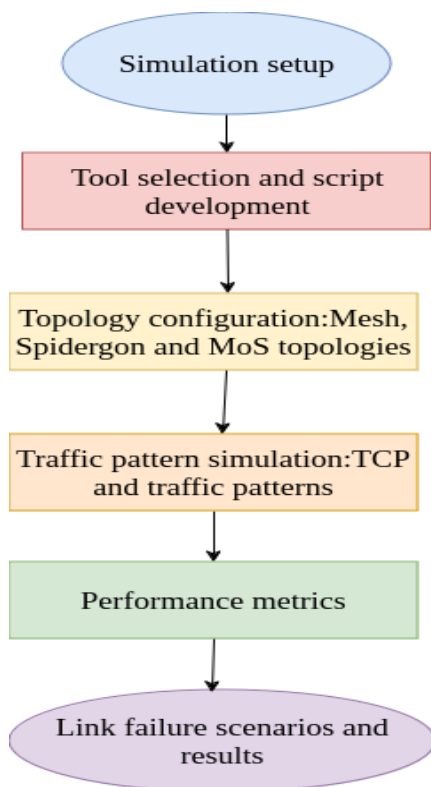 Simulation setup
Tool selection and script
development
Topology configuration:Mesh,
Spidergon and MoS topologies
Traffic pattern simulation:TCP
and traffic patterns
Performance metrics
Link failure scenarios and
results